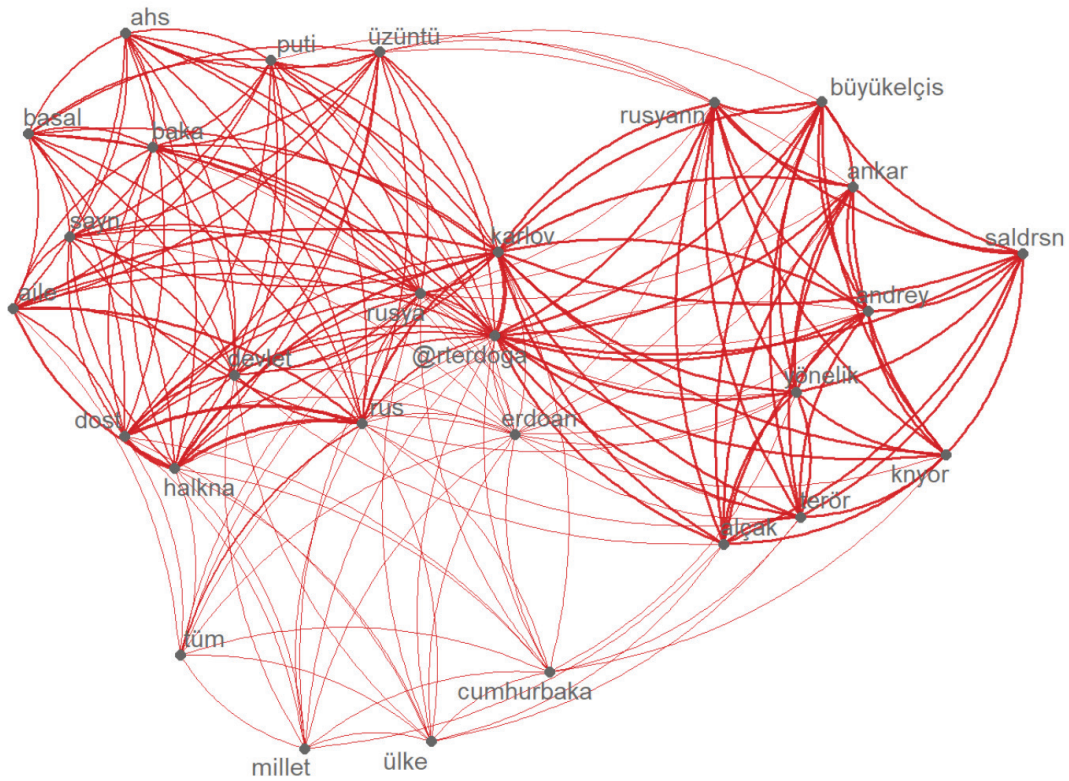 ahs
puti
üzüntü
büyükelçis
rusyann
basal
baka
ankar
sayn
karlov
saldrsn
aile
rusya
andrev
@rterdoga
devlet
yönelik
dost
rus
erdoan
halkna
knyor
terör
alçak
tüm
cumhurbaka
millet
ülke